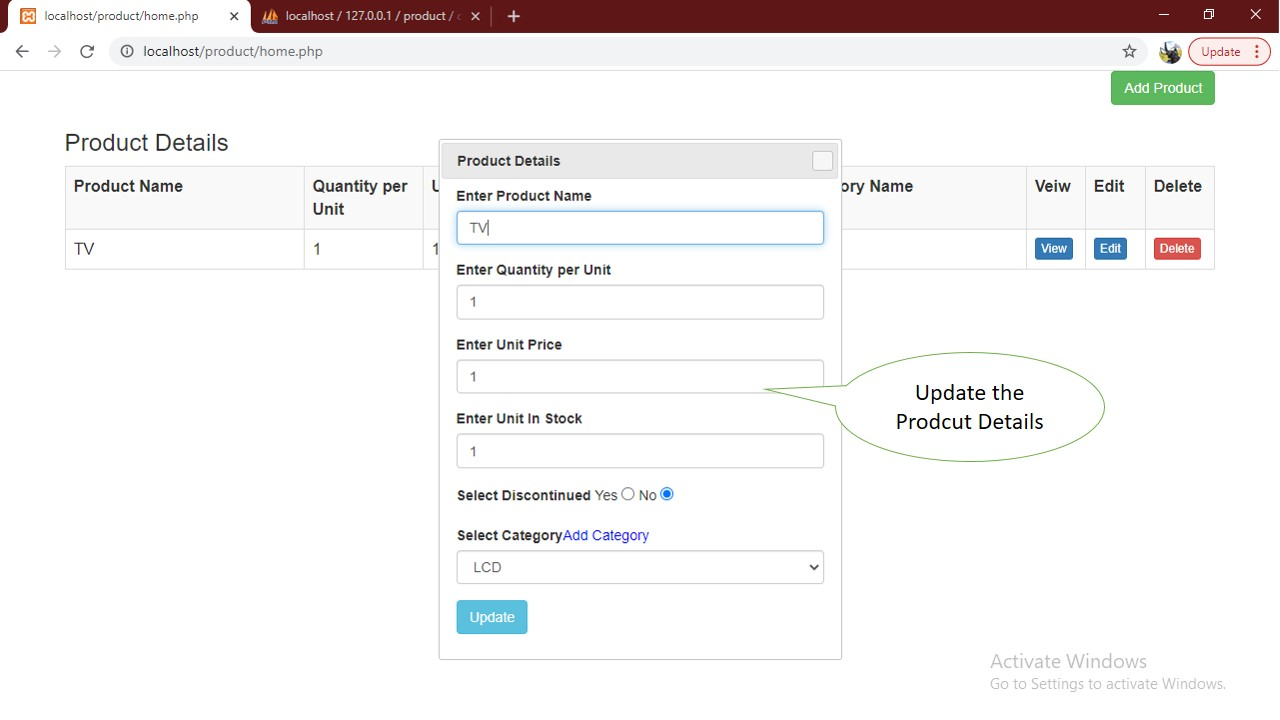 localhost/product/home.php
localhost / 127.0.0.1 / product /
localhost/product/home.php
Update
Add Product
Product Details
Product Name
Quantity per
Unit
U
ory Name
Veiw
Edit
Delete
TV
1
1
View
Edit
Delete
Product Details
Enter Product Name
TV
Enter Quantity per Unit
1
Enter Unit Price
1
Enter Unit In Stock
1
Select Discontinued Yes No
Select CategoryAdd Category
LCD
Update
Update the
Prodcut Details
Activate Windows
Go to Settings to activate Windows.